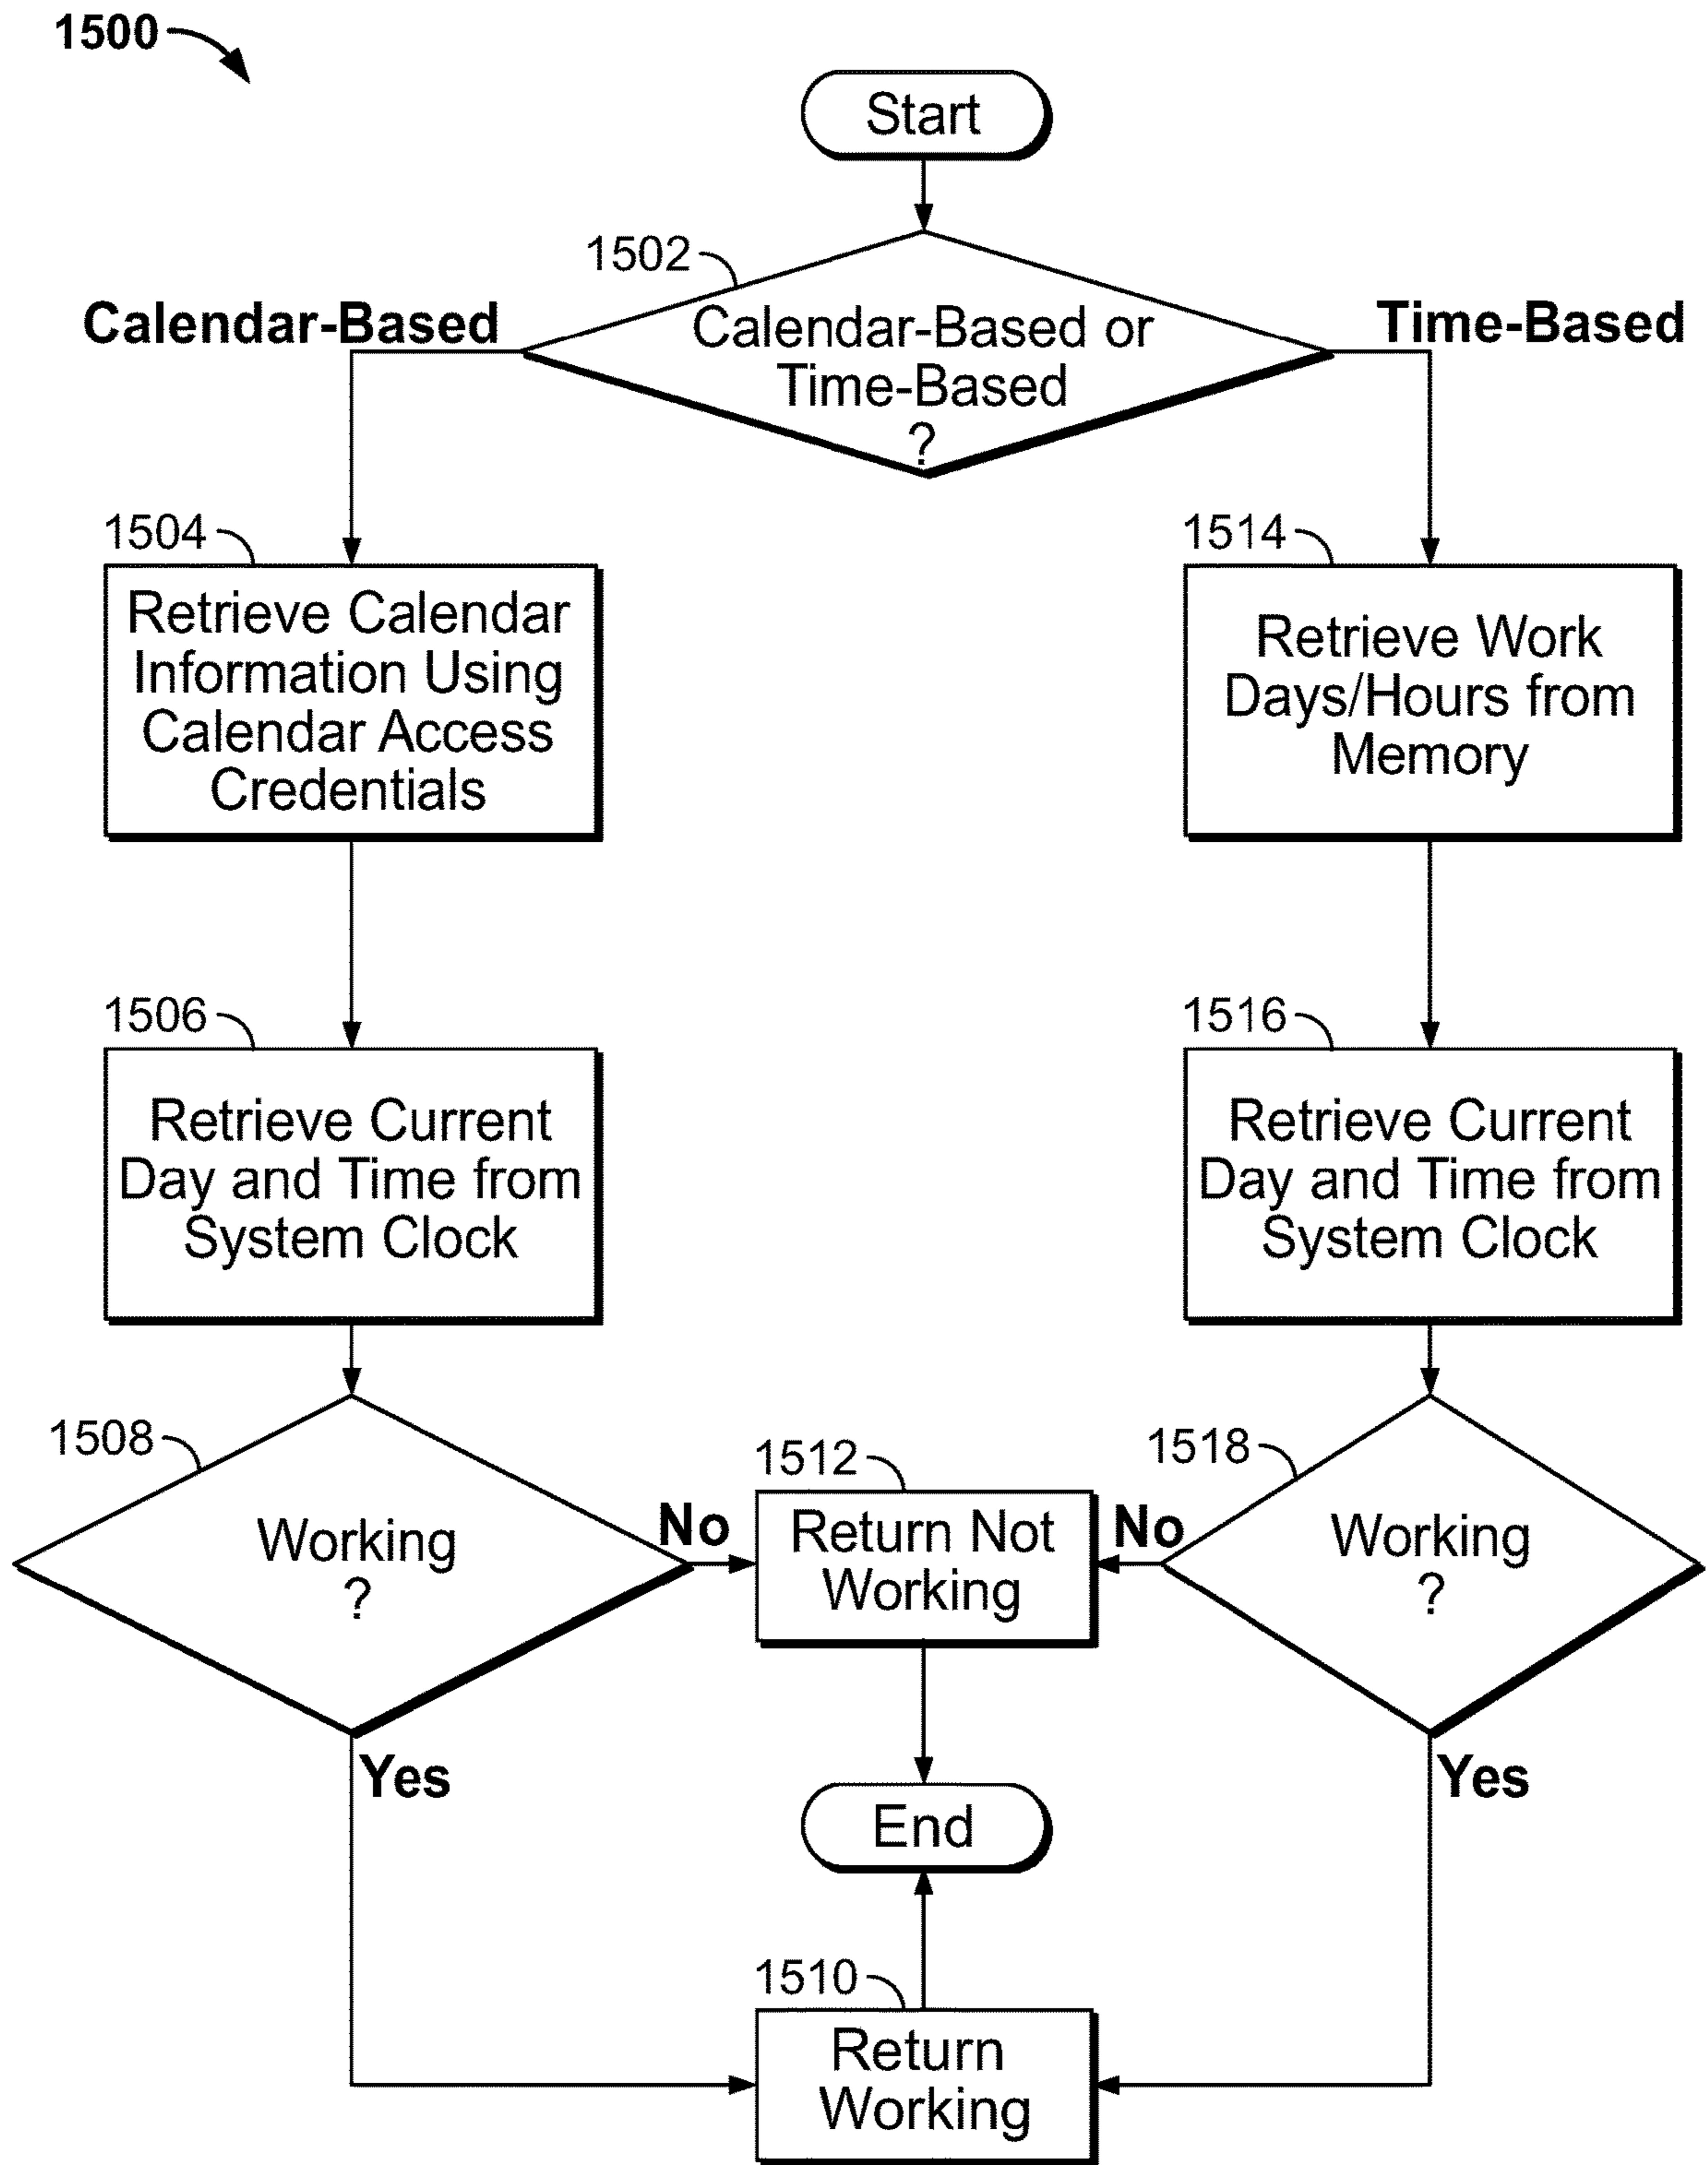 1500
Start
1502
Calendar-Based
Calendar-Based or
Time-Based
?
Time-Based
1504
Retrieve Calendar
Information Using
Calendar Access
Credentials
1514
Retrieve Work
Days/Hours from
Memory
1506
Retrieve Current
Day and Time from
System Clock
1516
Retrieve Current
Day and Time from
System Clock
1508
Working
?
No
Yes
1512
Return Not
Working
1518
Working
?
No
Yes
End
1510
Return
Working